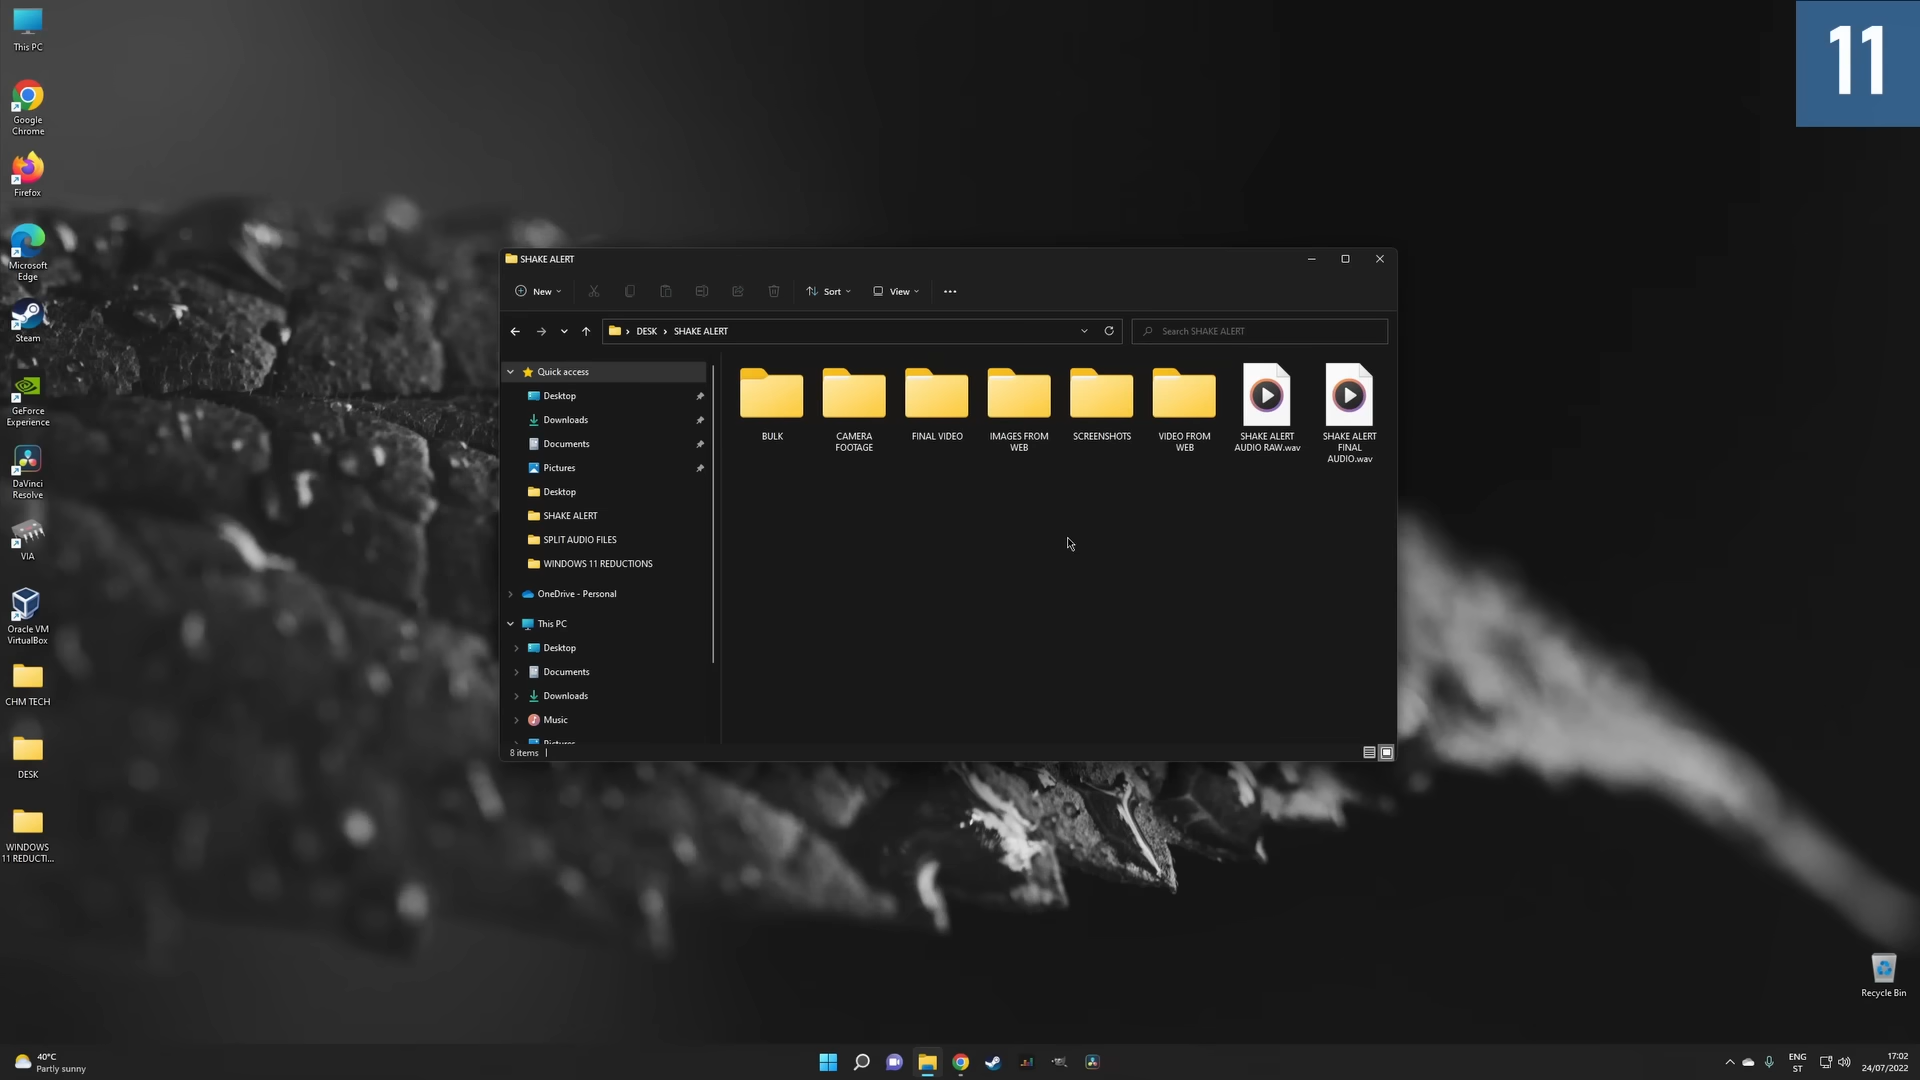 This PC
Google
Chrome
Firefox
Microsoft
Edge
Steam
GeForce
Experience
DaVinci
Resolve
VIA
Oracle VM
VirtualBox
CHM TECH
DESK
WINDOWS
11 REDUCTI...
11
SHAKE ALERT
New
Sort
View
DESK
SHAKE ALERT
Search SHAKE ALERT
Quick access
Desktop
Downloads
Documents
Pictures
Desktop
SHAKE ALERT
SPLIT AUDIO FILES
WINDOWS 11 REDUCTIONS
OneDrive - Personal
This PC
Desktop
Documents
Downloads
Music
Pictures
BULK
CAMERA
FOOTAGE
FINAL VIDEO
IMAGES FROM
WEB
SCREENSHOTS
VIDEO FROM
WEB
SHAKE ALERT
AUDIO RAW.wav
SHAKE ALERT
FINAL
AUDIO.wav
8 items
Recycle Bin
40°C
Partly sunny
ENG
ST
17:02
24/07/2022